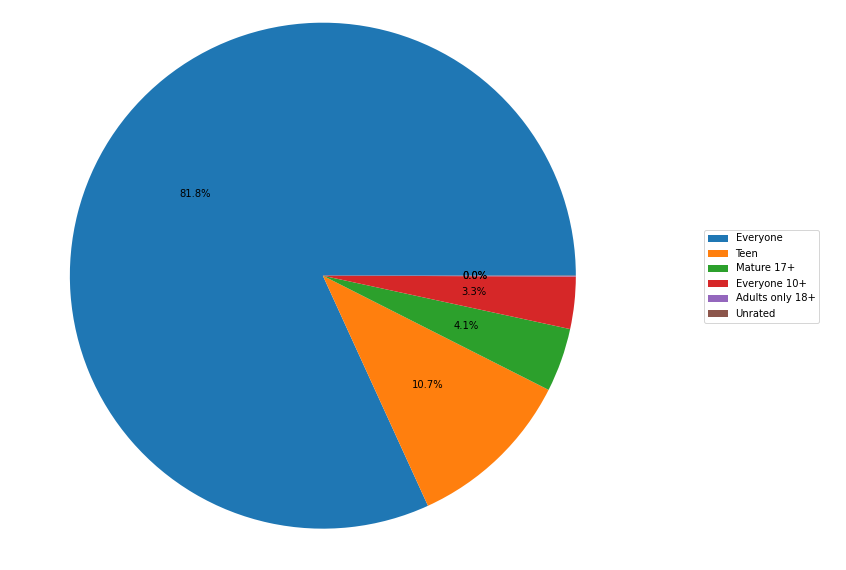 81.8%
0.0%
0.0%
3.3%
4.1%
10.7%
Everyone
Teen
Mature 17+
Everyone 10+
Adults only 18+
Unrated